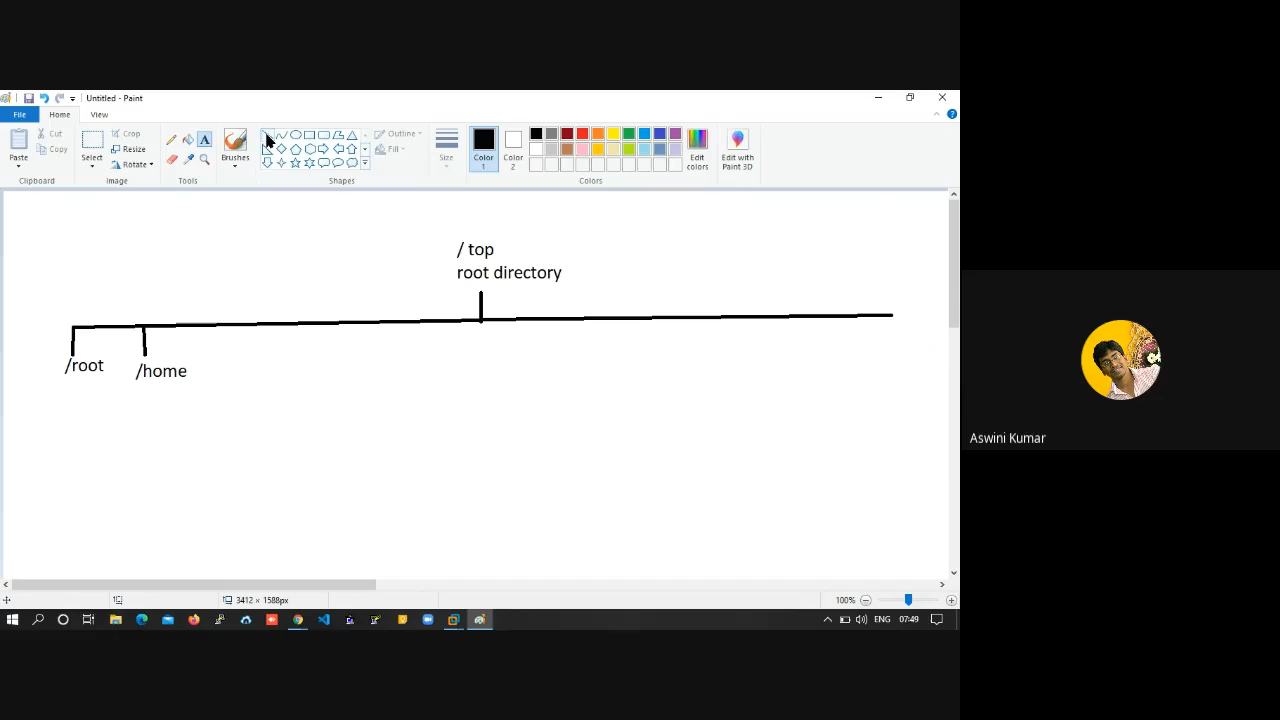 Untitled - Paint
File
Home
View
Paste
Cut
Copy
Clipboard
Select
Crop
Resize
Rotate
Image
A
Tools
Brushes
Outline
Fill
Shapes
Size
Color 1
Color 2
Edit colors
Edit with Paint 3D
Colors
/ top
root directory
/root
/home
Aswini Kumar
3412 × 1588px
100%
ENG
07:49